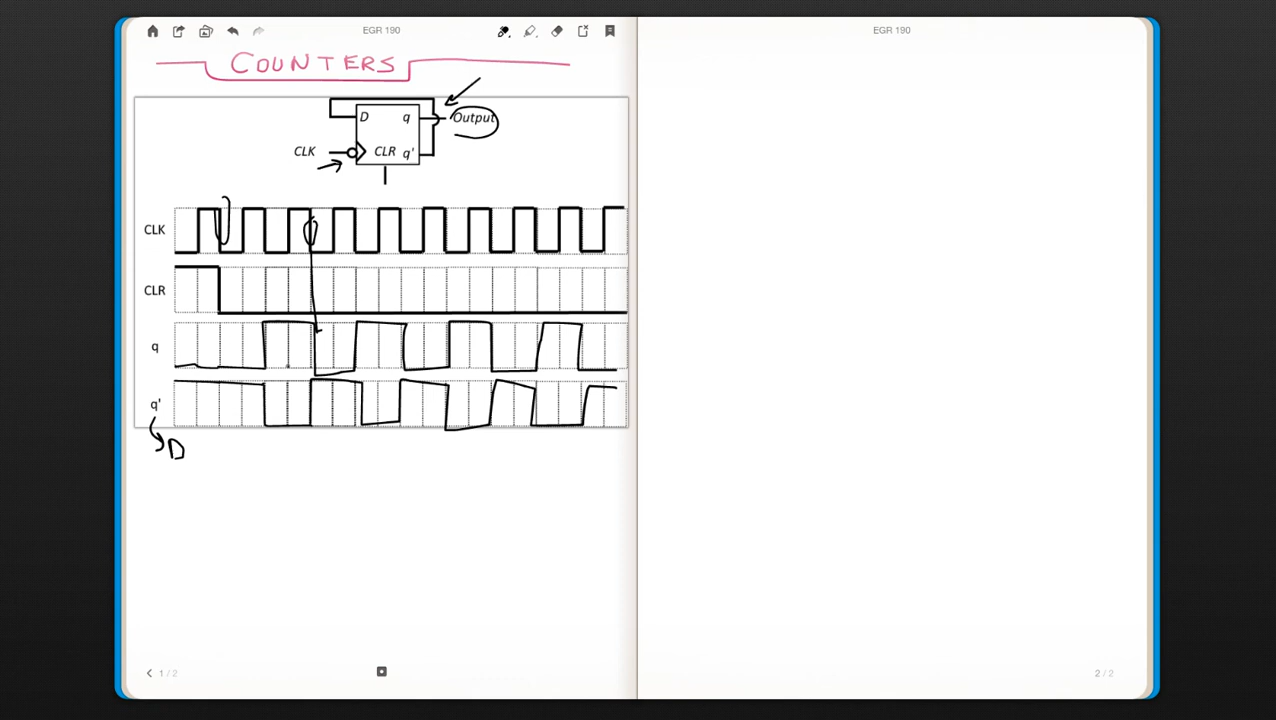 EGR 190
EGR 190
COUNTERS
D q Output
CLK CLR q'
CLK
CLR
q
q'
D
1 / 2
2 / 2